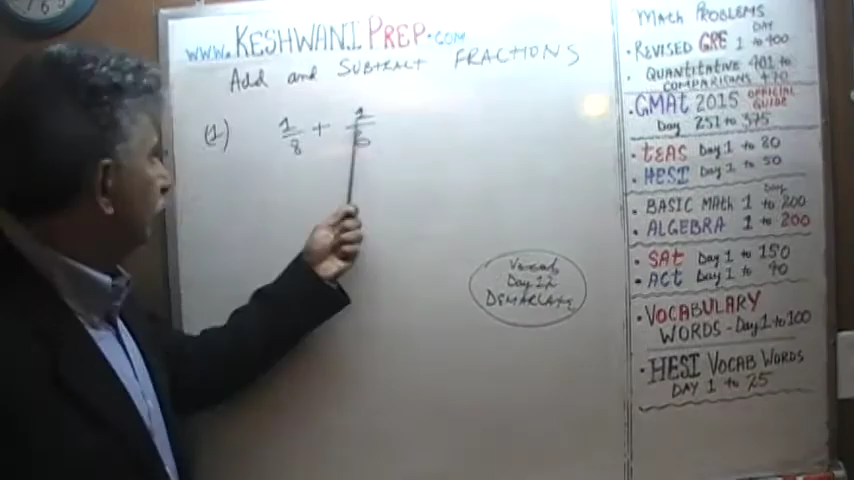 www.KESHWANIPREP.com
Add and SUBTRACT FRACTIONS
(1) 1/8 + 1/6
Vocab
Day 12
DEMARCATE
MATH PROBLEMS
• REVISED GRE DAY 1 to 400
• QUANTITATIVE 401 to
COMPARISONS 470
• GMAT 2015 OFFICIAL GUIDE
Day 251 to 375
• TEAS Day 1 to 80
• HESI Day 1 to 50
• BASIC MATH Day 1 to 200
• ALGEBRA 1 to 200
• SAT Day 1 to 150
• ACT Day 1 to 90
• VOCABULARY
WORDS - Day 1 to 100
• HESI VOCAB WORDS
DAY 1 to 25